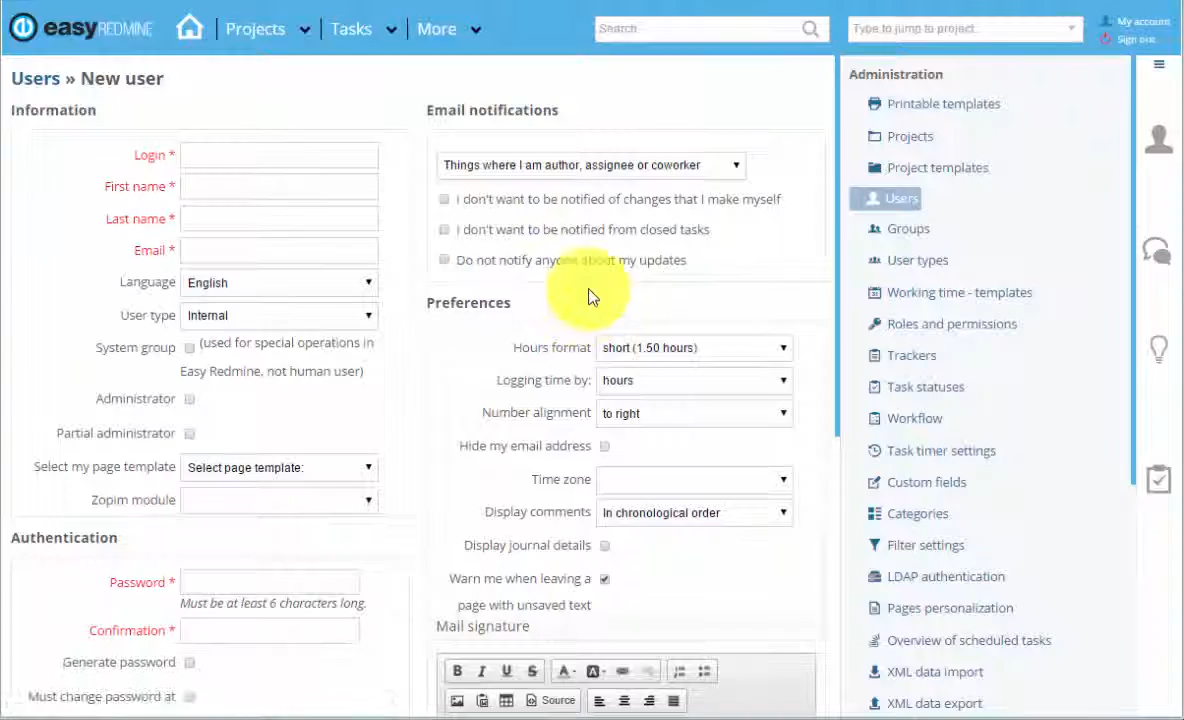 easy REDMINE
Projects
Tasks
More
Search
Type to jump to project...
My account
Sign out
Users » New user
Information
Login *
First name *
Last name *
Email *
Language English
User type Internal
System group (used for special operations in
Easy Redmine, not human user)
Administrator
Partial administrator
Select my page template Select page template:
Zopim module
Authentication
Password *
Must be at least 6 characters long.
Confirmation *
Generate password
Must change password at
Email notifications
Things where I am author, assignee or coworker
I don't want to be notified of changes that I make myself
I don't want to be notified from closed tasks
Do not notify anyone about my updates
Preferences
Hours format short (1.50 hours)
Logging time by: hours
Number alignment to right
Hide my email address
Time zone
Display comments In chronological order
Display journal details
Warn me when leaving a
page with unsaved text
Mail signature
B I U S A A
Source
Administration
Printable templates
Projects
Project templates
Users
Groups
User types
Working time - templates
Roles and permissions
Trackers
Task statuses
Workflow
Task timer settings
Custom fields
Categories
Filter settings
LDAP authentication
Pages personalization
Overview of scheduled tasks
XML data import
XML data export